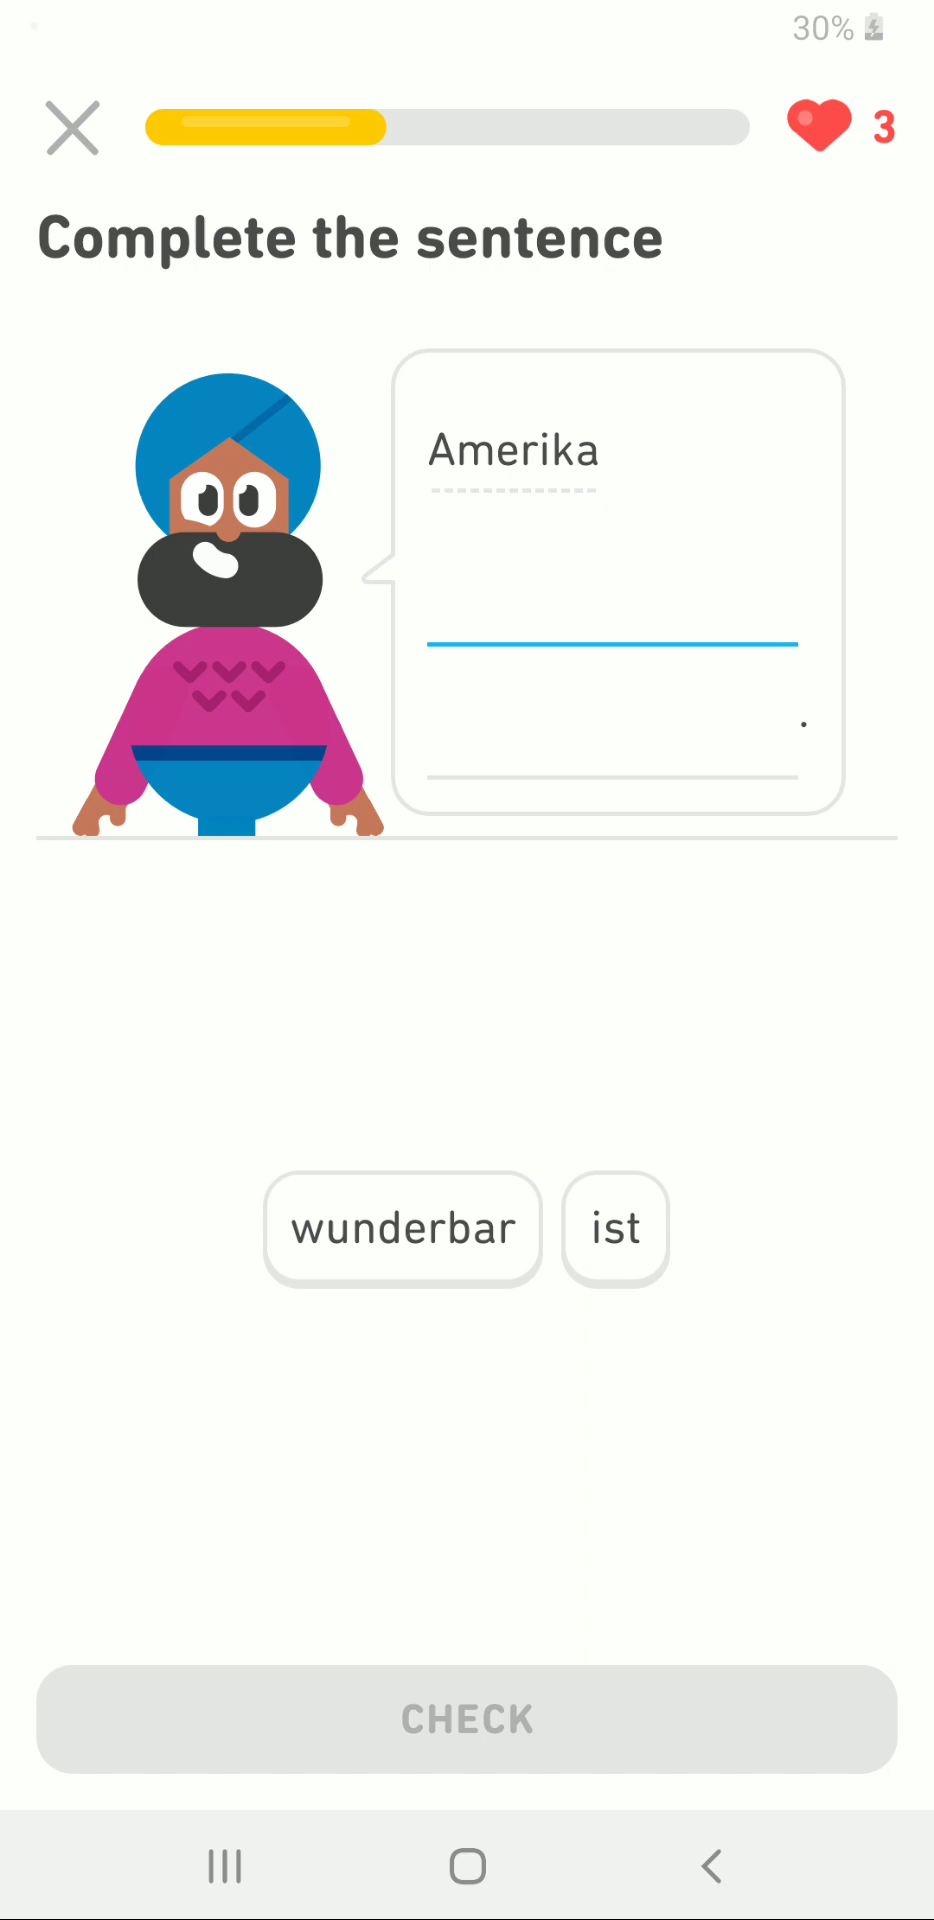 30%
3
Complete the sentence
Amerika
.
wunderbar ist
CHECK